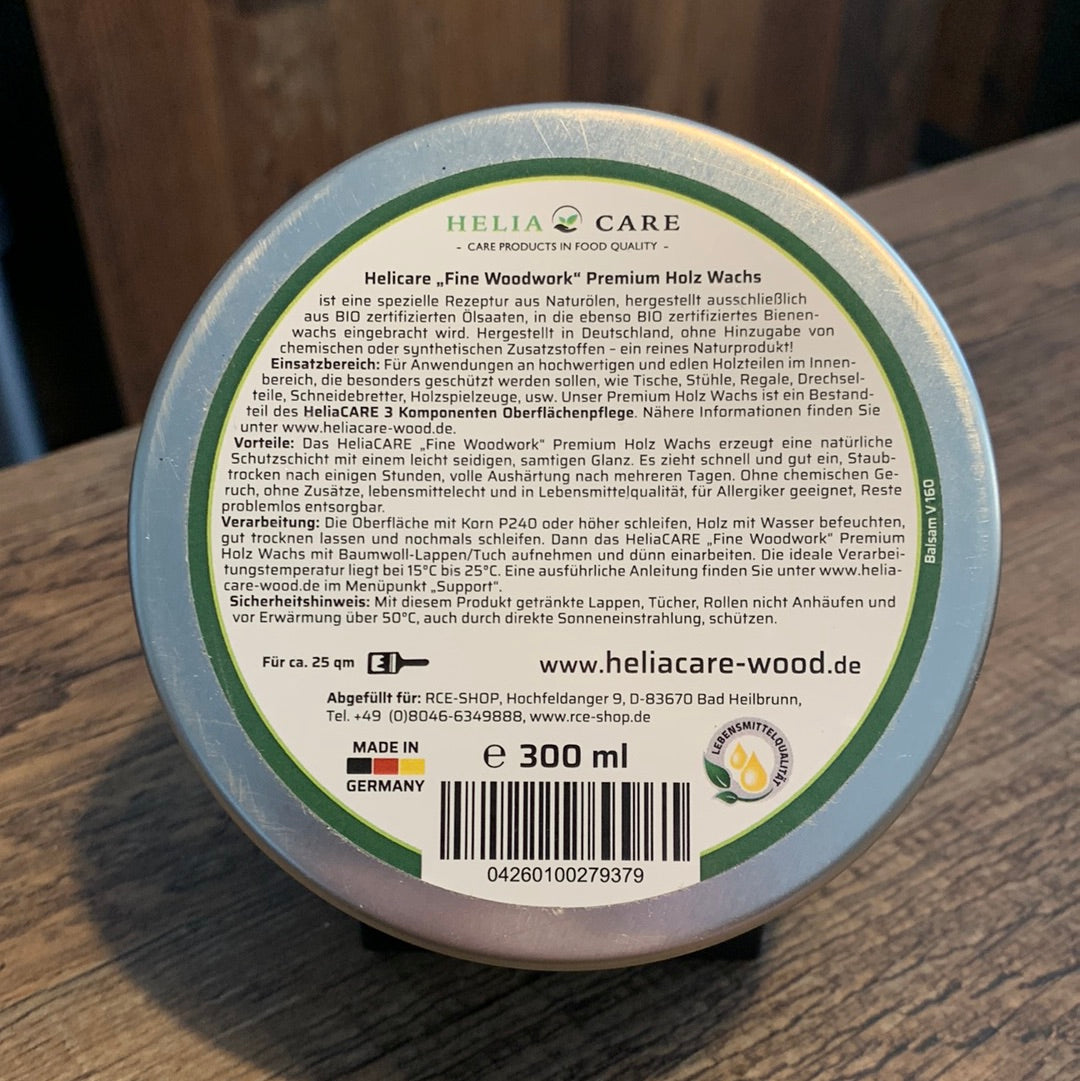 HELIA CARE
- CARE PRODUCTS IN FOOD QUALITY -
Helicare „Fine Woodwork“ Premium Holz Wachs
ist eine spezielle Rezeptur aus Naturölen, hergestellt ausschließlich
aus BIO zertifizierten Ölsaaten, in die ebenso BIO zertifiziertes Bienen-
wachs eingebracht wird. Hergestellt in Deutschland, ohne Hinzugabe von
chemischen oder synthetischen Zusatzstoffen - ein reines Naturprodukt!
Einsatzbereich: Für Anwendungen an hochwertigen und edlen Holzteilen im Innen-
bereich, die besonders geschützt werden sollen, wie Tische, Stühle, Regale, Drechsel-
teile, Schneidebretter, Holzspielzeuge, usw. Unser Premium Holz Wachs ist ein Bestand-
teil des HeliaCARE 3 Komponenten Oberflächenpflege. Nähere Informationen finden Sie
unter www.heliacare-wood.de.
Vorteile: Das HeliaCARE „Fine Woodwork“ Premium Holz Wachs erzeugt eine natürliche
Schutzschicht mit einem leicht seidigen, samtigen Glanz. Es zieht schnell und gut ein, Staub-
trocken nach einigen Stunden, volle Aushärtung nach mehreren Tagen. Ohne chemischen Ge-
ruch, ohne Zusätze, lebensmittelecht und in Lebensmittelqualität, für Allergiker geeignet, Reste
problemlos entsorgbar.
Verarbeitung: Die Oberfläche mit Korn P240 oder höher schleifen, Holz mit Wasser befeuchten,
gut trocknen lassen und nochmals schleifen. Dann das HeliaCARE „Fine Woodwork“ Premium
Holz Wachs mit Baumwoll-Lappen/Tuch aufnehmen und dünn einarbeiten. Die ideale Verarbei-
tungstemperatur liegt bei 15°C bis 25°C. Eine ausführliche Anleitung finden Sie unter www.helia-
care-wood.de im Menüpunkt „Support“.
Sicherheitshinweis: Mit diesem Produkt getränkte Lappen, Tücher, Rollen nicht Anhäufen und
vor Erwärmung über 50°C, auch durch direkte Sonneneinstrahlung, schützen.
Balsam V 160
Für ca. 25 qm
www.heliacare-wood.de
Abgefüllt für: RCE-SHOP, Hochfeldanger 9, D-83670 Bad Heilbrunn,
Tel. +49 (0)8046-6349888, www.rce-shop.de
MADE IN
GERMANY
℮ 300 ml
LEBENSMITTELQUALITÄT
04260100279379